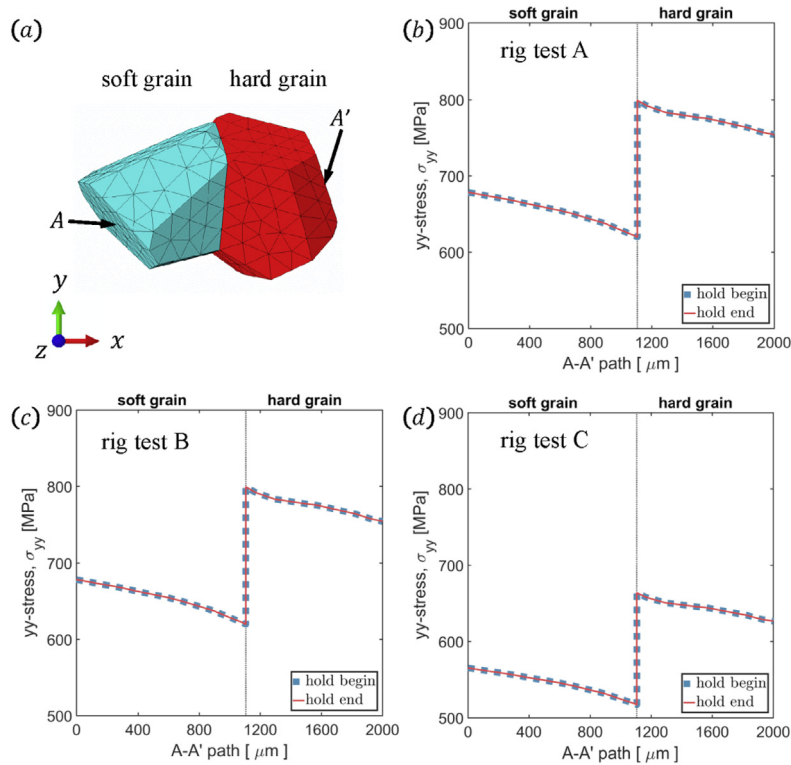 (a)
soft grain hard grain
A'
A
y
z x
(b)
soft grain hard grain
rig test A
900
800
700
600
500
yy-stress, σyy [MPa]
hold begin
hold end
0 400 800 1200 1600 2000
A-A' path [ μm ]
(c)
soft grain hard grain
rig test B
900
800
700
600
500
yy-stress, σyy [MPa]
hold begin
hold end
0 400 800 1200 1600 2000
A-A' path [ μm ]
(d)
soft grain hard grain
rig test C
900
800
700
600
500
yy-stress, σyy [MPa]
hold begin
hold end
0 400 800 1200 1600 2000
A-A' path [ μm ]